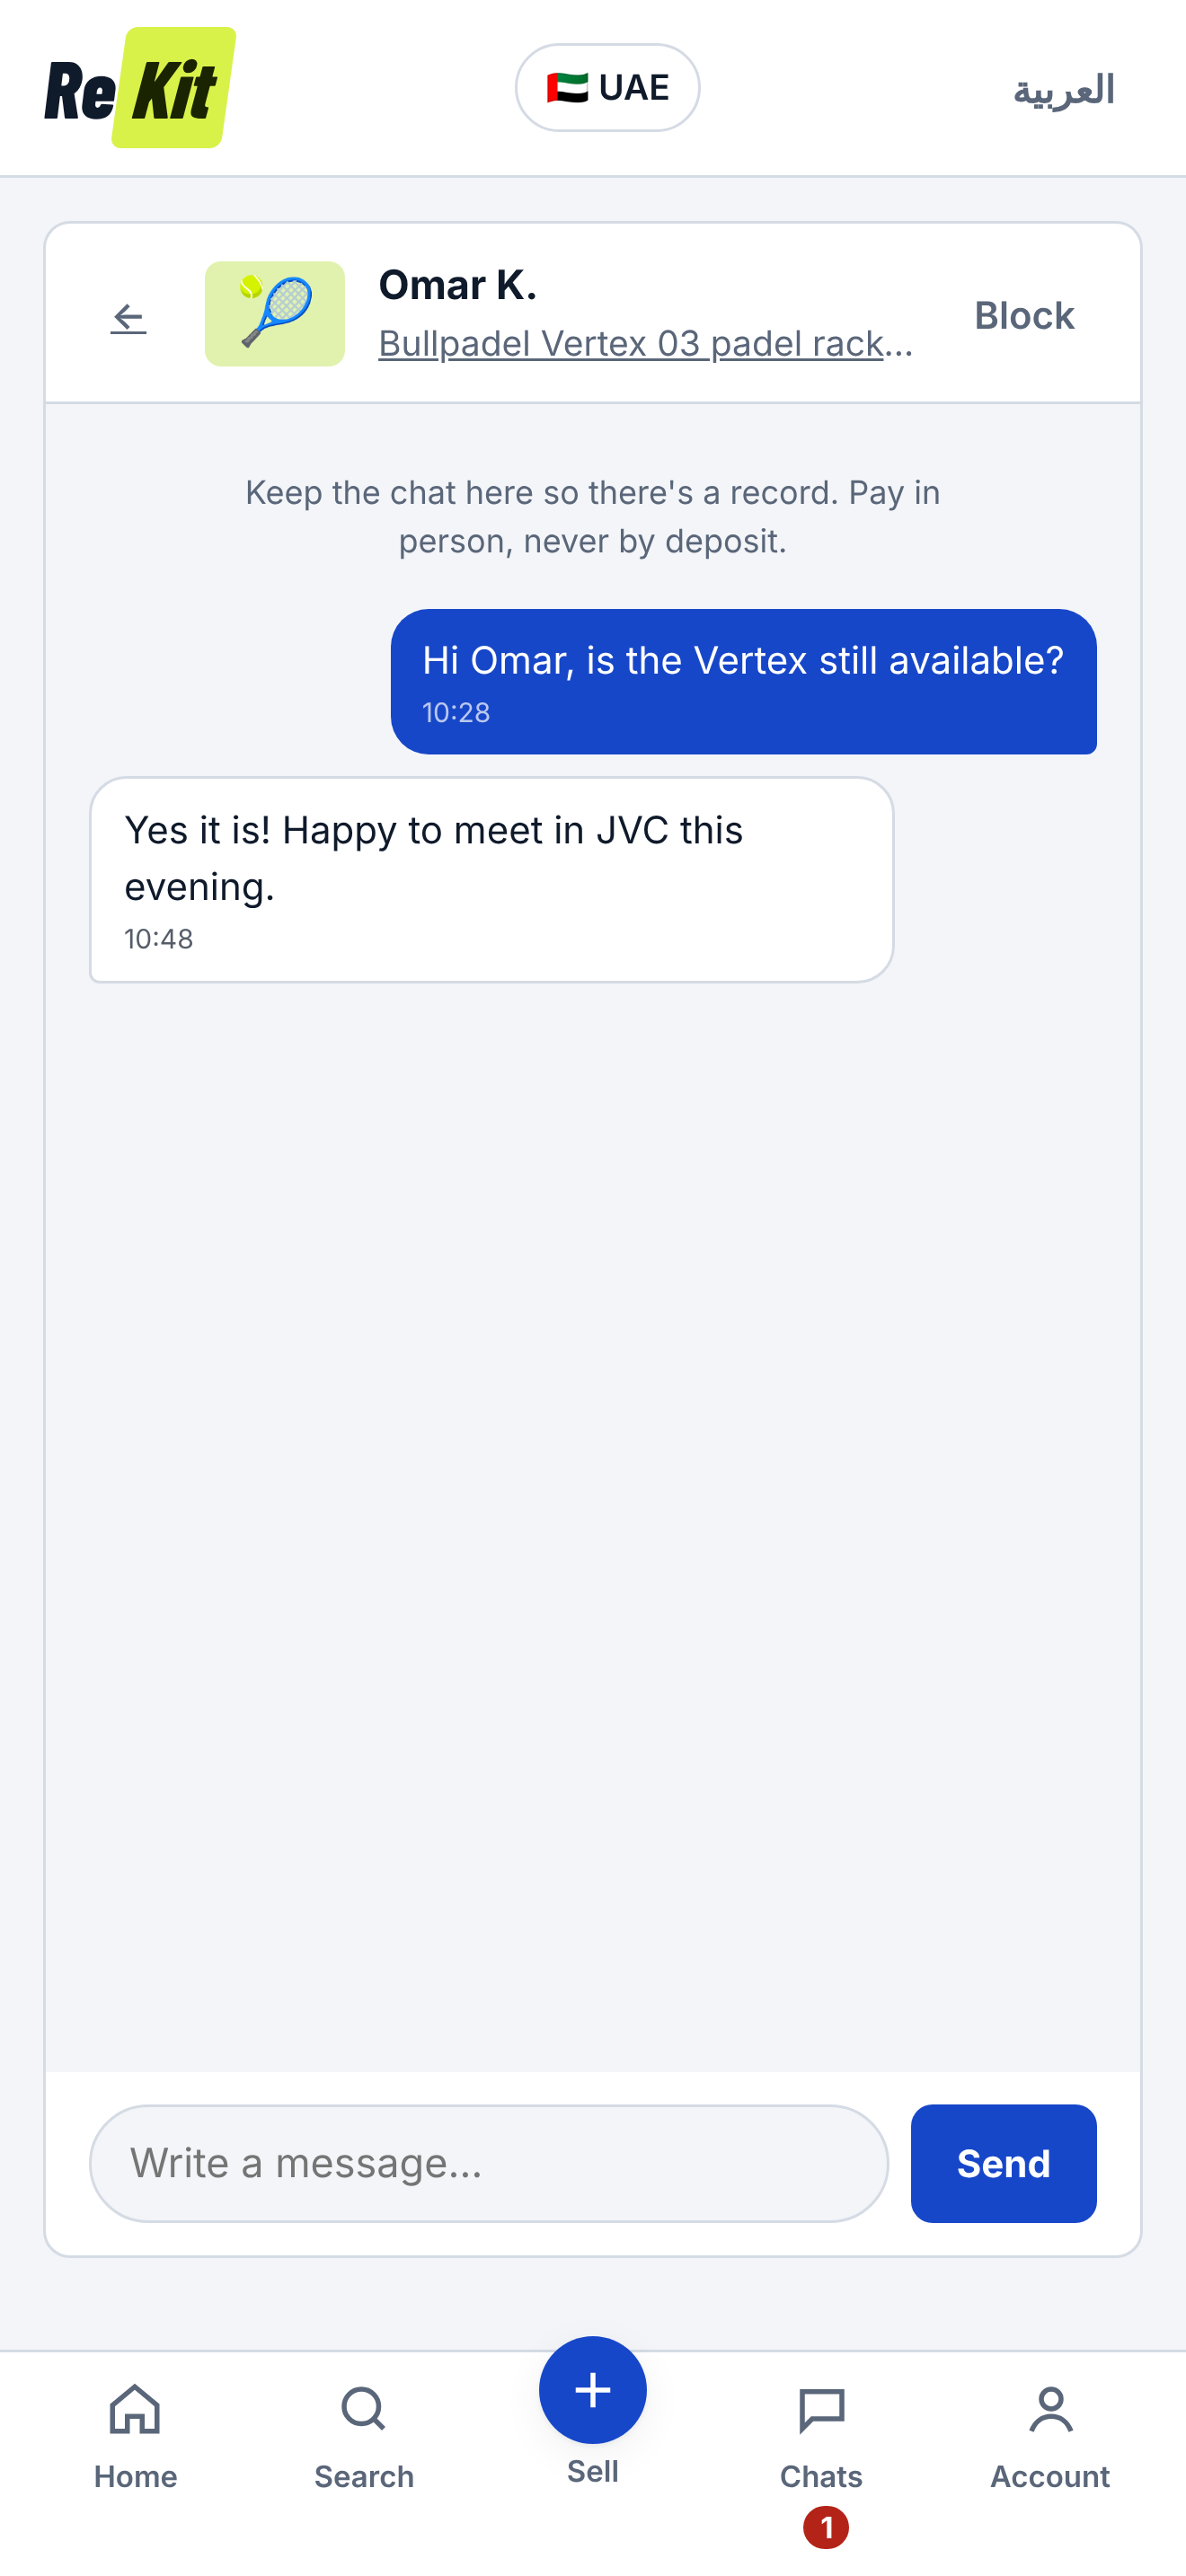 Re Kit
UAE
العربية
Omar K.
Bullpadel Vertex 03 padel rack...
Block
Keep the chat here so there's a record. Pay in
person, never by deposit.
Hi Omar, is the Vertex still available?
10:28
Yes it is! Happy to meet in JVC this
evening.
10:48
Write a message...
Send
Home
Search
Sell
Chats
Account
1